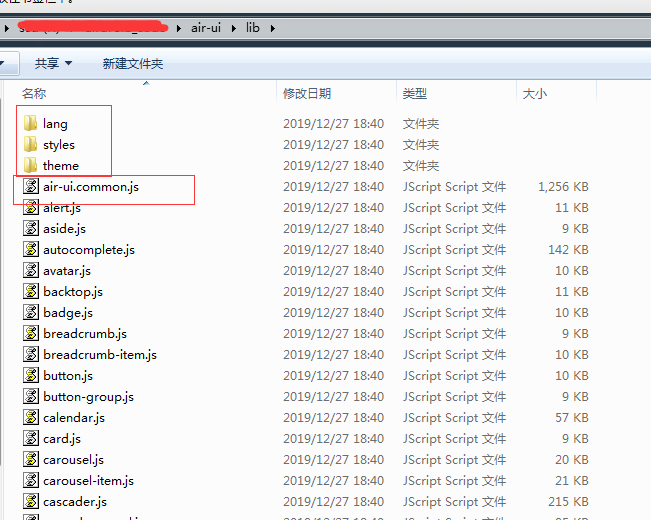 air-ui lib
共享 新建文件夹
名称 修改日期 类型 大小
lang 2019/12/27 18:40 文件夹
styles 2019/12/27 18:40 文件夹
theme 2019/12/27 18:40 文件夹
air-ui.common.js 2019/12/27 18:40 JScript Script 文件 1,256 KB
alert.js 2019/12/27 18:40 JScript Script 文件 11 KB
aside.js 2019/12/27 18:40 JScript Script 文件 9 KB
autocomplete.js 2019/12/27 18:40 JScript Script 文件 142 KB
avatar.js 2019/12/27 18:40 JScript Script 文件 10 KB
backtop.js 2019/12/27 18:40 JScript Script 文件 11 KB
badge.js 2019/12/27 18:40 JScript Script 文件 10 KB
breadcrumb.js 2019/12/27 18:40 JScript Script 文件 9 KB
breadcrumb-item.js 2019/12/27 18:40 JScript Script 文件 10 KB
button.js 2019/12/27 18:40 JScript Script 文件 10 KB
button-group.js 2019/12/27 18:40 JScript Script 文件 9 KB
calendar.js 2019/12/27 18:40 JScript Script 文件 57 KB
card.js 2019/12/27 18:40 JScript Script 文件 9 KB
carousel.js 2019/12/27 18:40 JScript Script 文件 20 KB
carousel-item.js 2019/12/27 18:40 JScript Script 文件 21 KB
cascader.js 2019/12/27 18:40 JScript Script 文件 215 KB